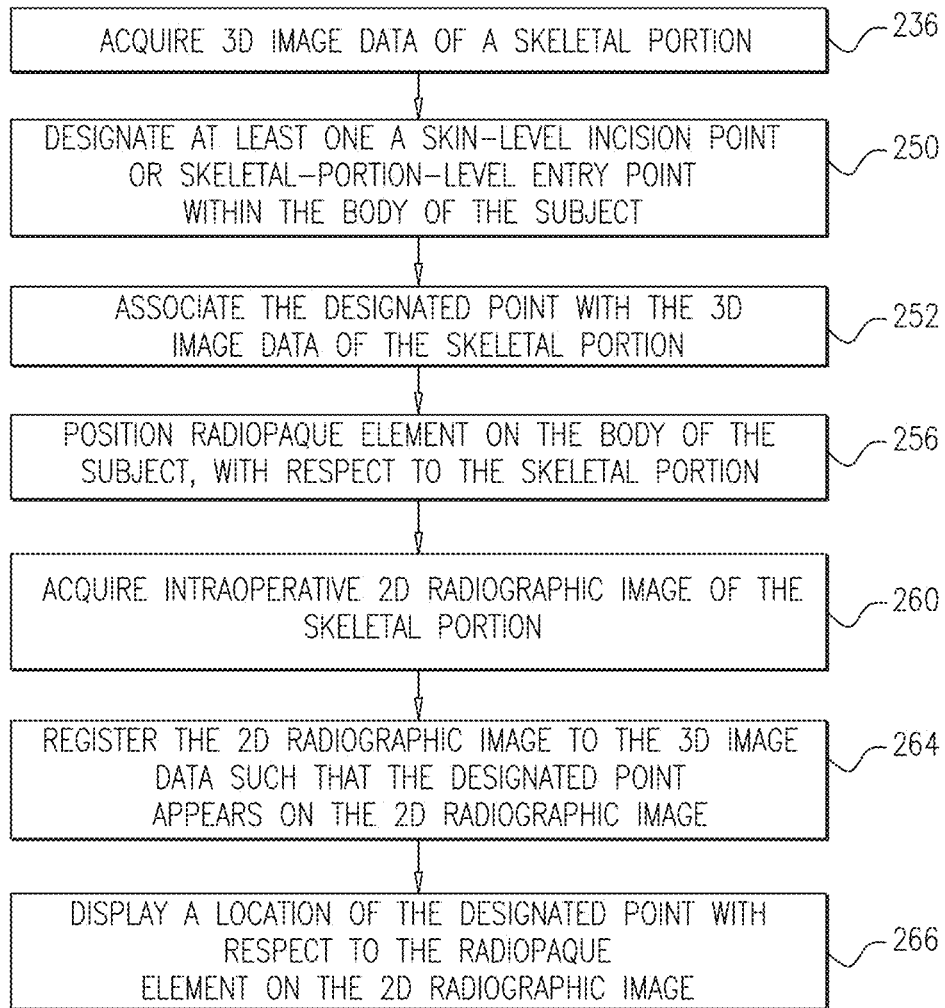 ACQUIRE 3D IMAGE DATA OF A SKELETAL PORTION
236
DESIGNATE AT LEAST ONE A SKIN-LEVEL INCISION POINT
OR SKELETAL-PORTION-LEVEL ENTRY POINT
WITHIN THE BODY OF THE SUBJECT
250
ASSOCIATE THE DESIGNATED POINT WITH THE 3D
IMAGE DATA OF THE SKELETAL PORTION
252
POSITION RADIOPAQUE ELEMENT ON THE BODY OF THE
SUBJECT, WITH RESPECT TO THE SKELETAL PORTION
256
ACQUIRE INTRAOPERATIVE 2D RADIOGRAPHIC IMAGE OF THE
SKELETAL PORTION
260
REGISTER THE 2D RADIOGRAPHIC IMAGE TO THE 3D IMAGE
DATA SUCH THAT THE DESIGNATED POINT
APPEARS ON THE 2D RADIOGRAPHIC IMAGE
264
DISPLAY A LOCATION OF THE DESIGNATED POINT WITH
RESPECT TO THE RADIOPAQUE
ELEMENT ON THE 2D RADIOGRAPHIC IMAGE
266